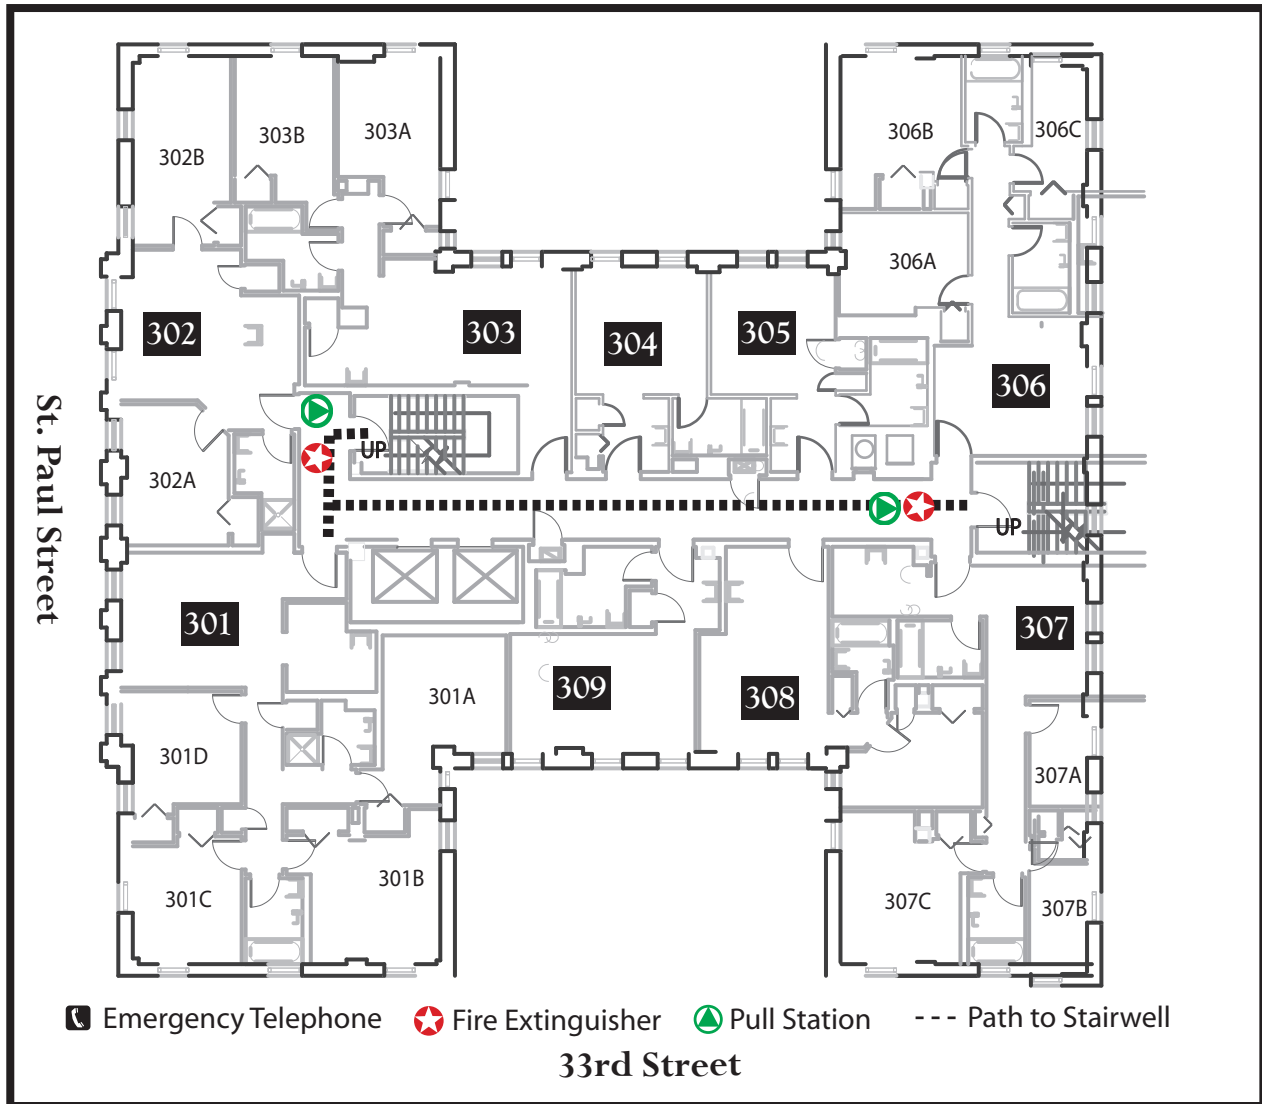 303A
303B
302B
306B
306C
306A
302
303
304
305
306
St. Paul Street
UP
302A
UP
301
307
301A
309
308
301D
307A
301B
301C
307C
307B
Emergency Telephone
Fire Extinguisher
Pull Station
--- Path to Stairwell
33rd Street